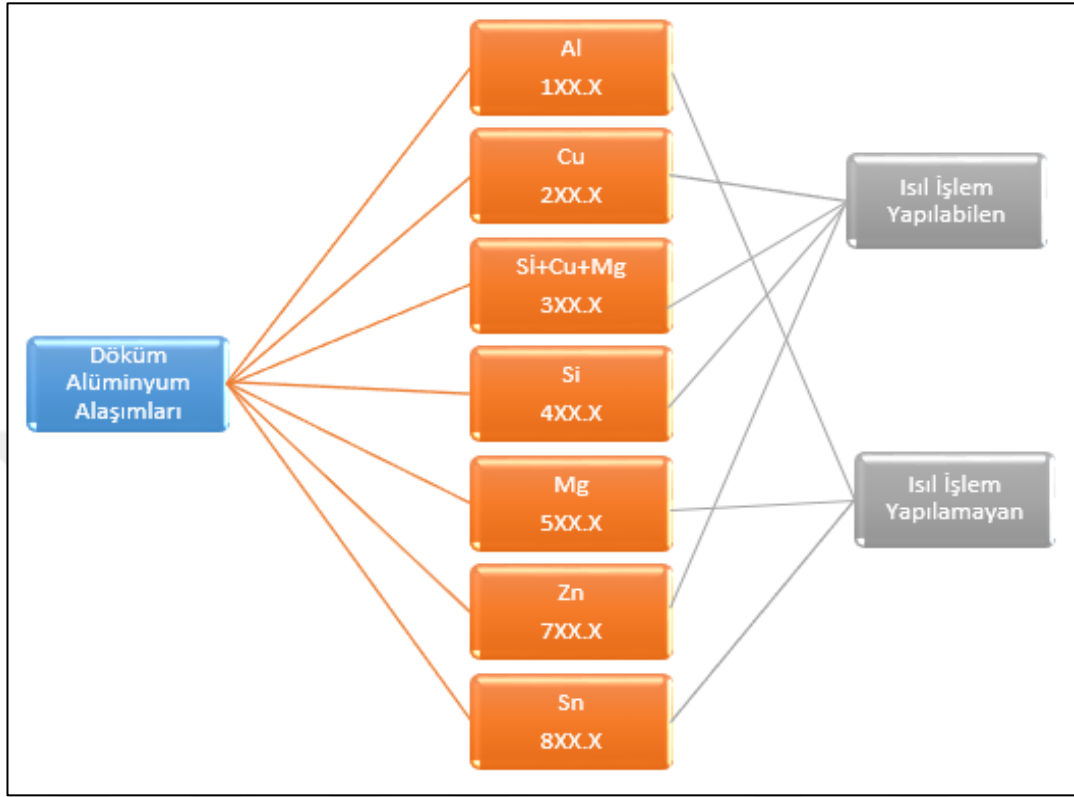 Döküm
Alüminyum
Alaşımları
Al
1XX.X
Cu
2XX.X
Sİ+Cu+Mg
3XX.X
Si
4XX.X
Mg
5XX.X
Zn
7XX.X
Sn
8XX.X
Isıl İşlem
Yapılabilen
Isıl İşlem
Yapılamayan